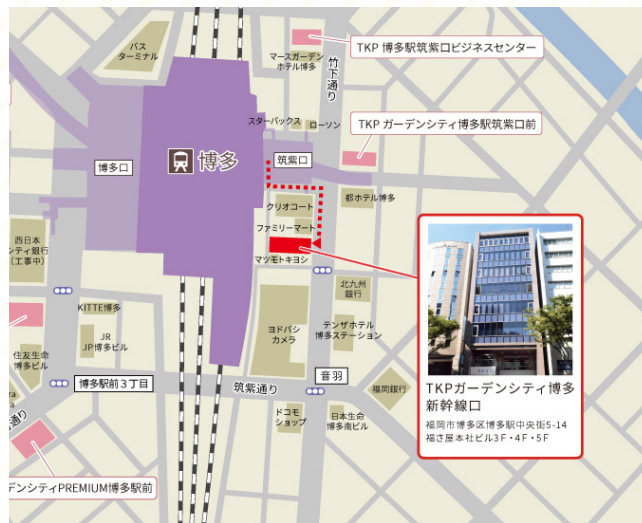 バス
ターミナル
マースガーデン
ホテル博多
TKP 博多駅筑紫口ビジネスセンター
竹下通り
スターバックス
ローソン
TKP ガーデンシティ博多駅筑紫口前
博多口
博多
筑紫口
都ホテル博多
クリオコート
ファミリーマート
マツモトキヨシ
西日本
シティ銀行
(工事中)
北九州
銀行
KITTE博多
JR
JP博多ビル
ヨドバシ
カメラ
テンザホテル
博多ステーション
住友生命
博多ビル
博多駅前3丁目
筑紫通り
音羽
福岡銀行
ドコモ
ショップ
日本生命
博多南ビル
通り
デンシティPREMIUM博多駅前
TKPガーデンシティ博多
新幹線口
福岡市博多区博多駅中央街5-14
福さ屋本社ビル3F・4F・5F